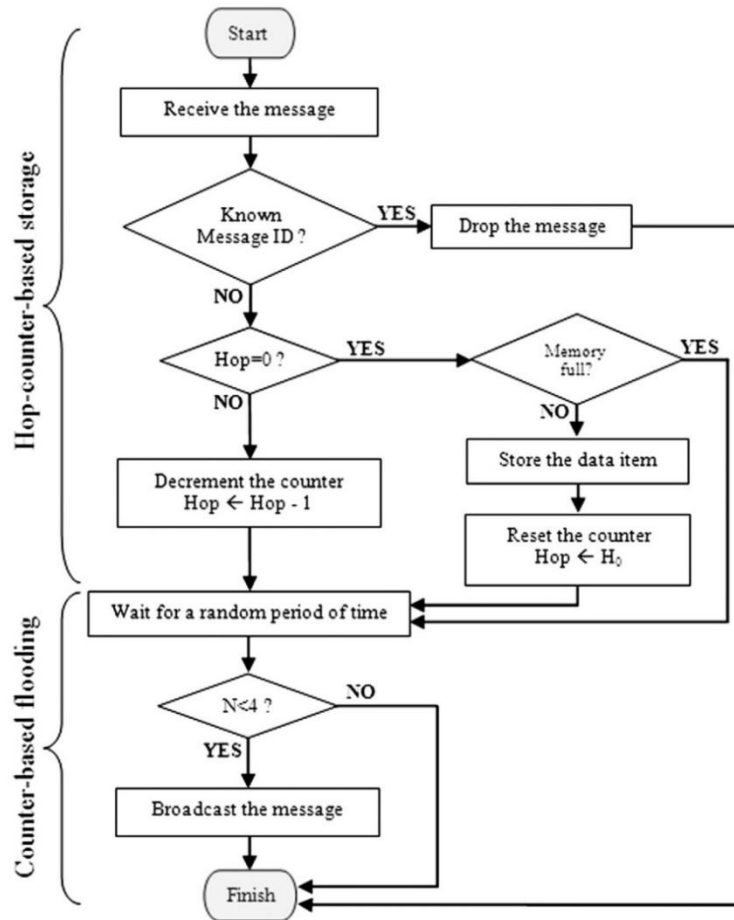 Start
Receive the message
Known
Message ID ?
YES
Drop the message
NO
Hop=0 ?
YES
Memory
full?
YES
NO
NO
Store the data item
Decrement the counter
Hop ← Hop - 1
Reset the counter
Hop ← H₀
Hop-counter-based storage
Wait for a random period of time
N<4 ?
NO
YES
Broadcast the message
Finish
Counter-based flooding